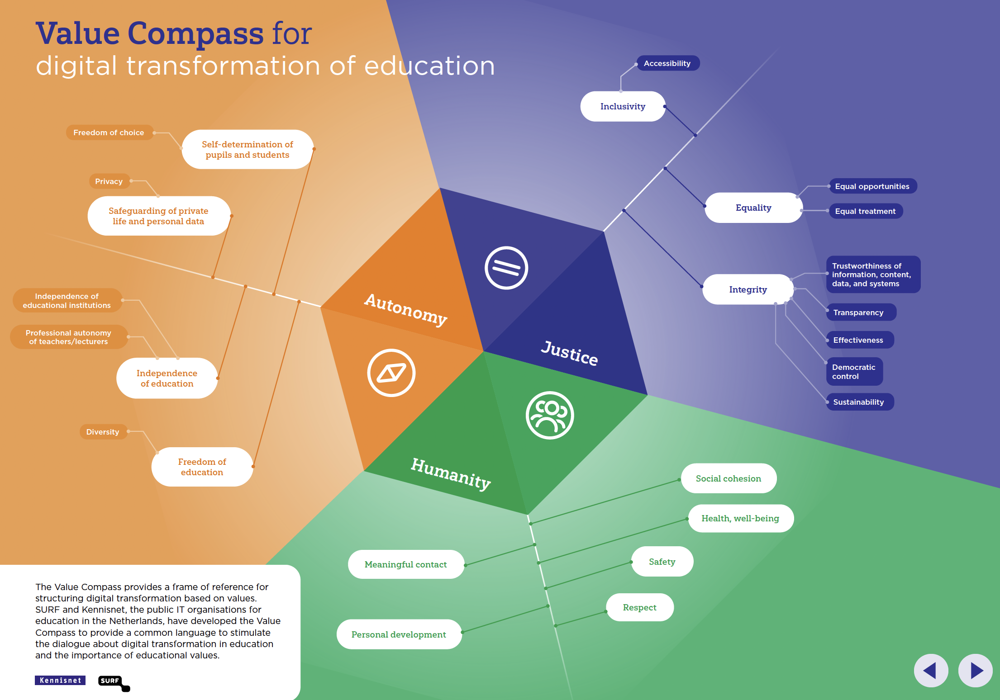 Value Compass for
digital transformation of education
Accessibility
Inclusivity
Equality
Equal opportunities
Equal treatment
Integrity
Trustworthiness of
information, content,
data, and systems
Transparency
Effectiveness
Democratic
control
Sustainability
Freedom of choice
Self-determination of
pupils and students
Privacy
Safeguarding of private
life and personal data
Independence of
educational institutions
Professional autonomy
of teachers/lecturers
Independence
of education
Diversity
Freedom of
education
Autonomy
Justice
Humanity
Social cohesion
Health, well-being
Safety
Respect
Meaningful contact
Personal development
The Value Compass provides a frame of reference for
structuring digital transformation based on values.
SURF and Kennisnet, the public IT organisations for
education in the Netherlands, have developed the Value
Compass to provide a common language to stimulate
the dialogue about digital transformation in education
and the importance of educational values.
Kennisnet
SURF